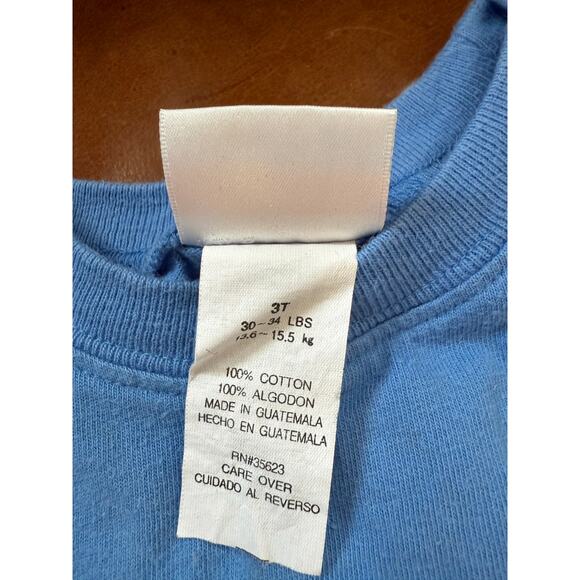 3T
30-34 LBS
13.6-15.5 kg
100% COTTON
100% ALGODON
MADE IN GUATEMALA
HECHO EN GUATEMALA
RN#35623
CARE OVER
CUIDADO AL REVERSO